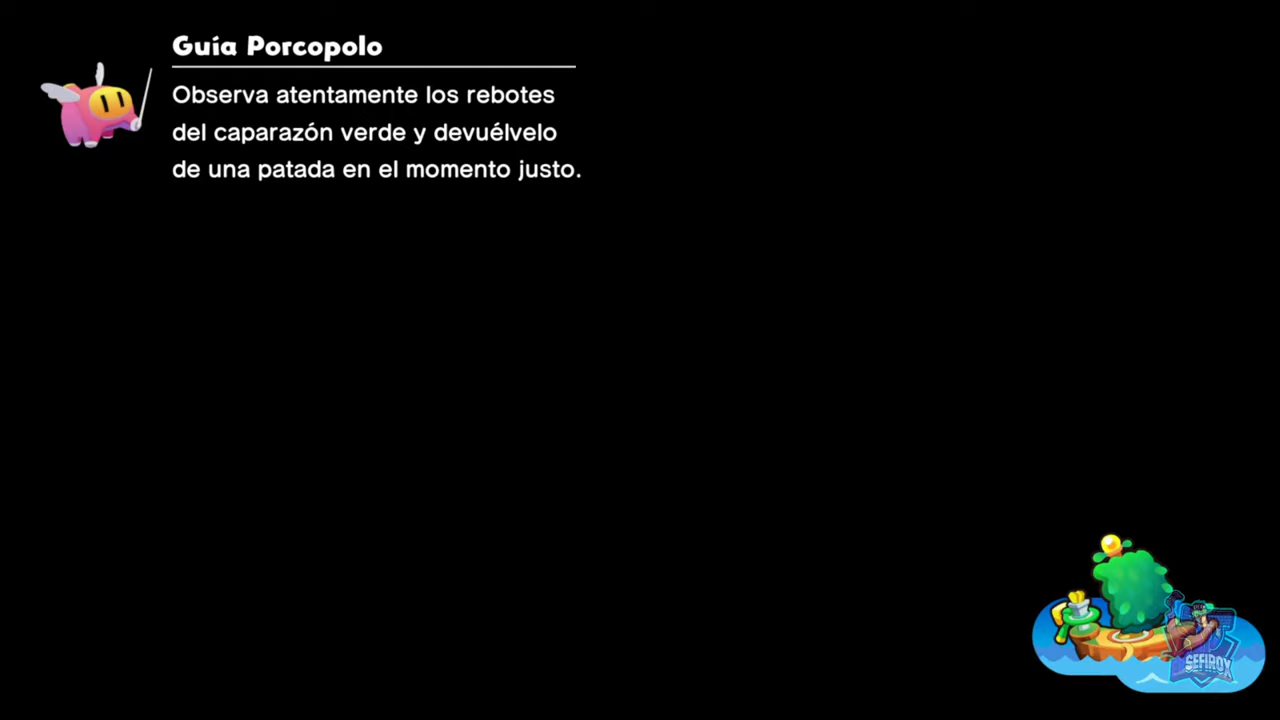 Guía Porcopolo
Observa atentamente los rebotes
del caparazón verde y devuélvelo
de una patada en el momento justo.
SEFIROX